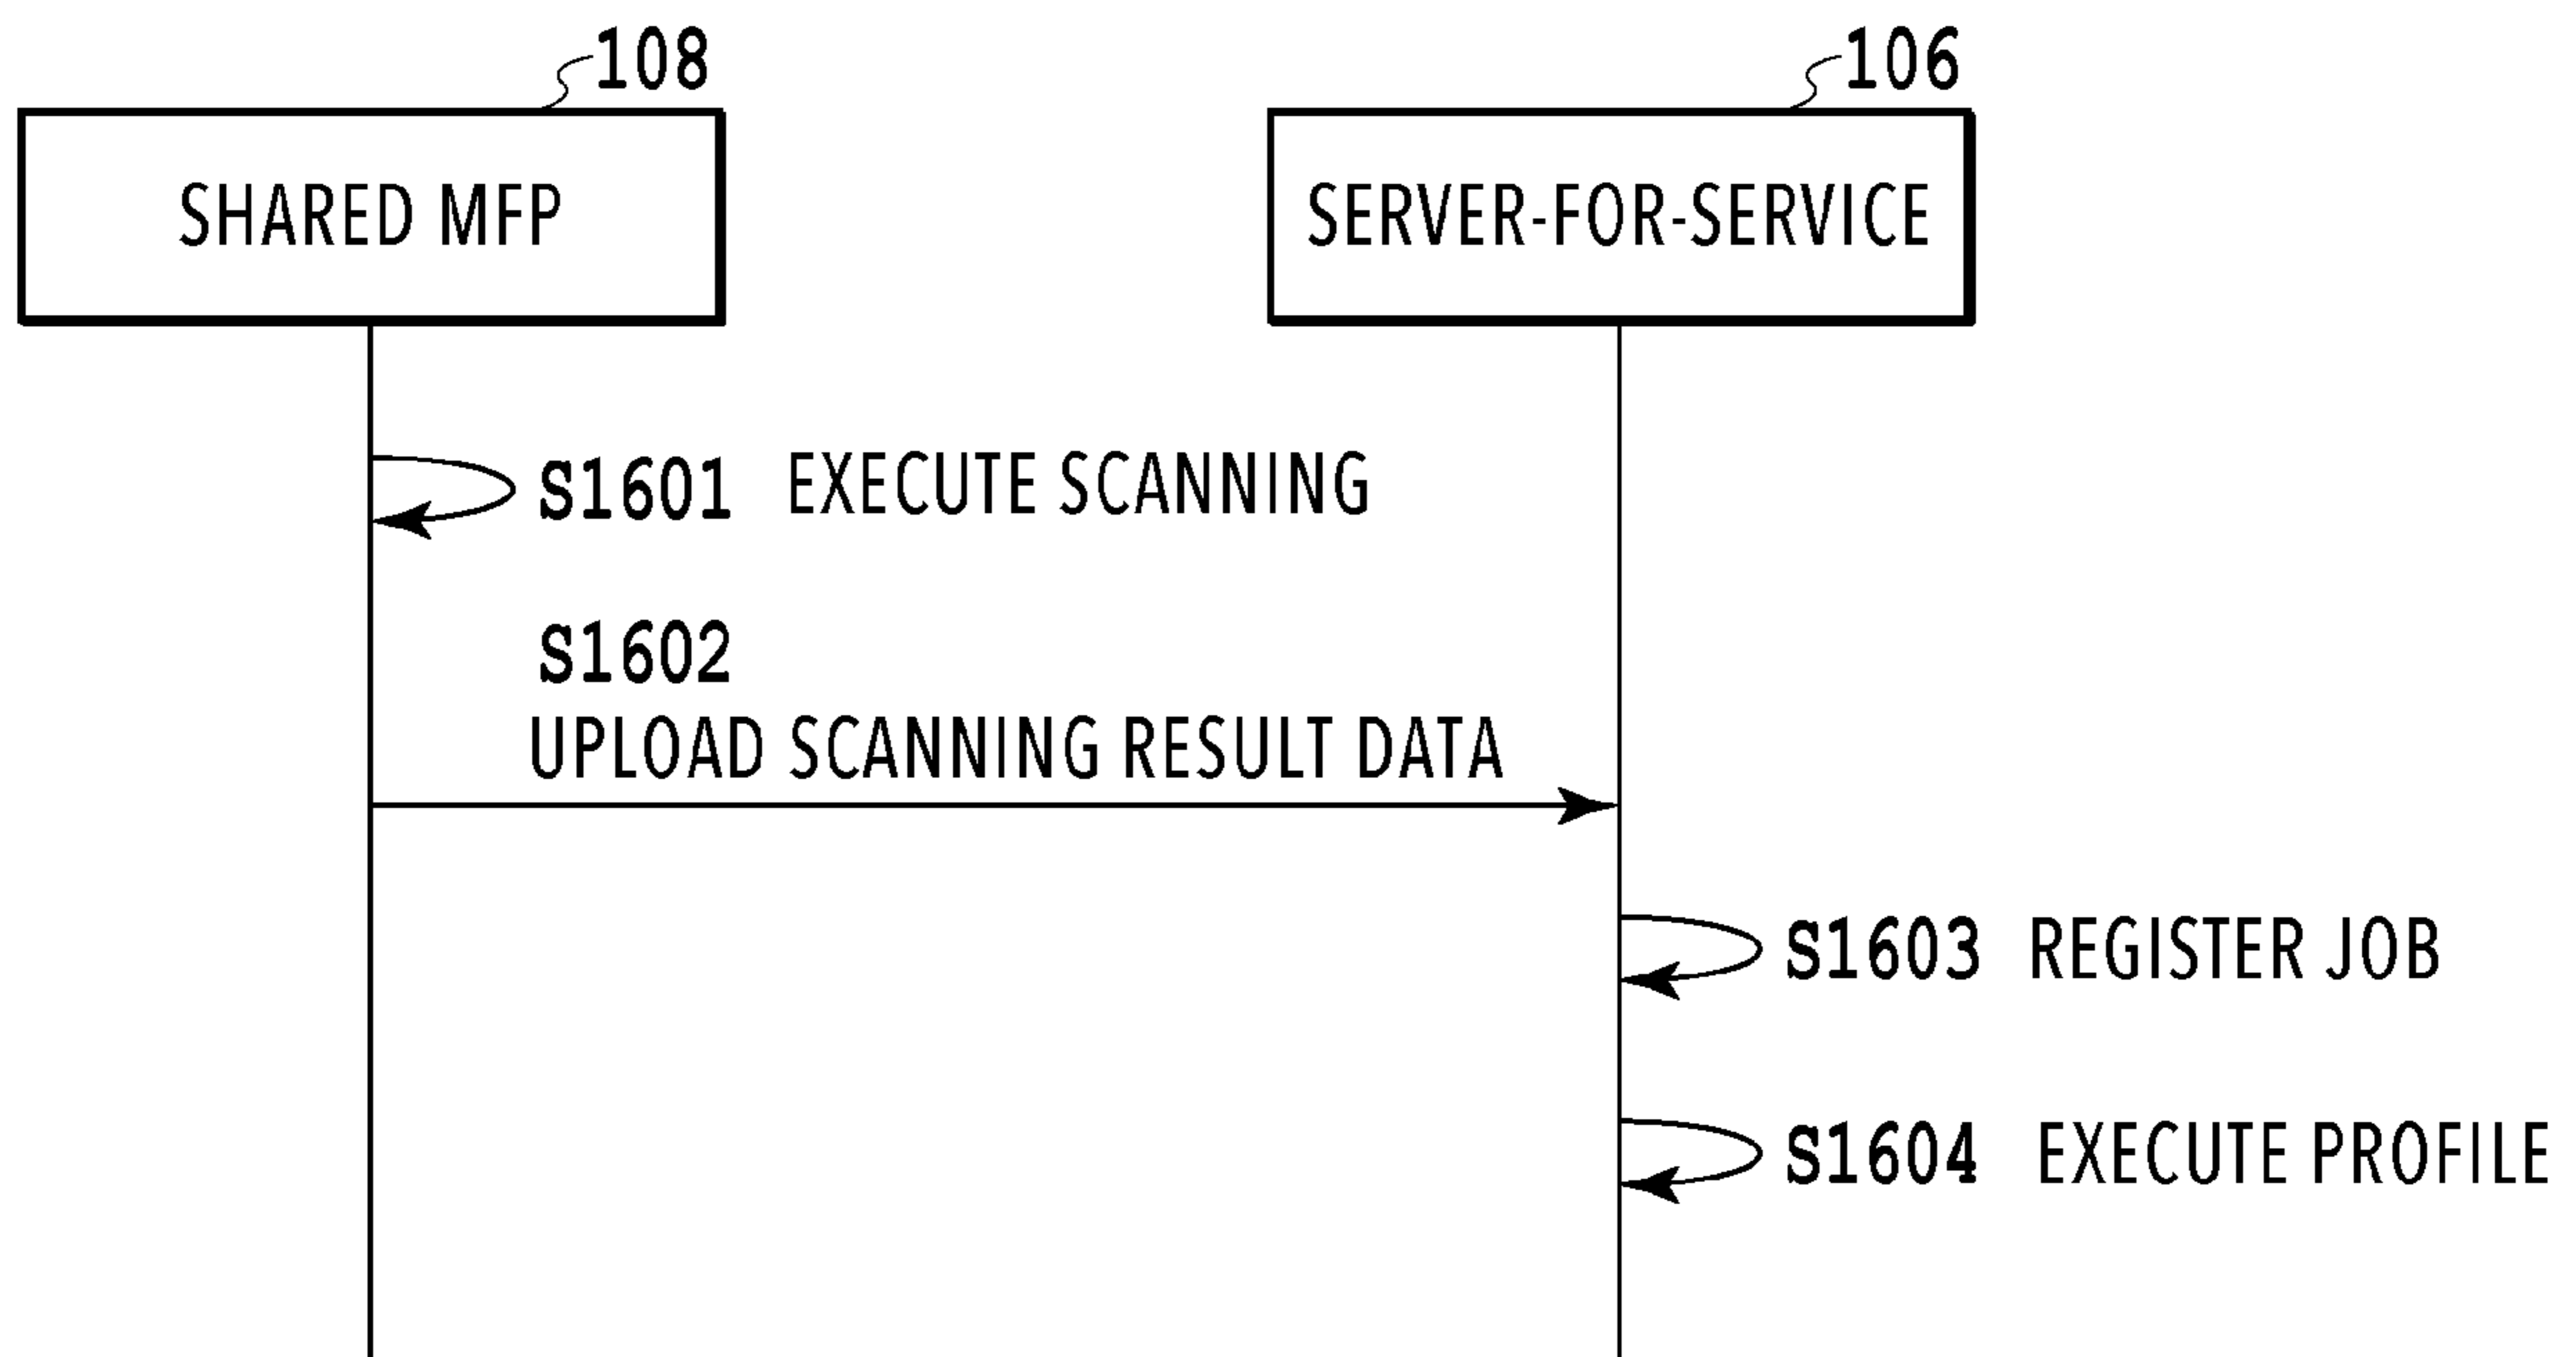 108
106
SHARED MFP
SERVER-FOR-SERVICE
S1601 EXECUTE SCANNING
S1602
UPLOAD SCANNING RESULT DATA
S1603 REGISTER JOB
S1604 EXECUTE PROFILE